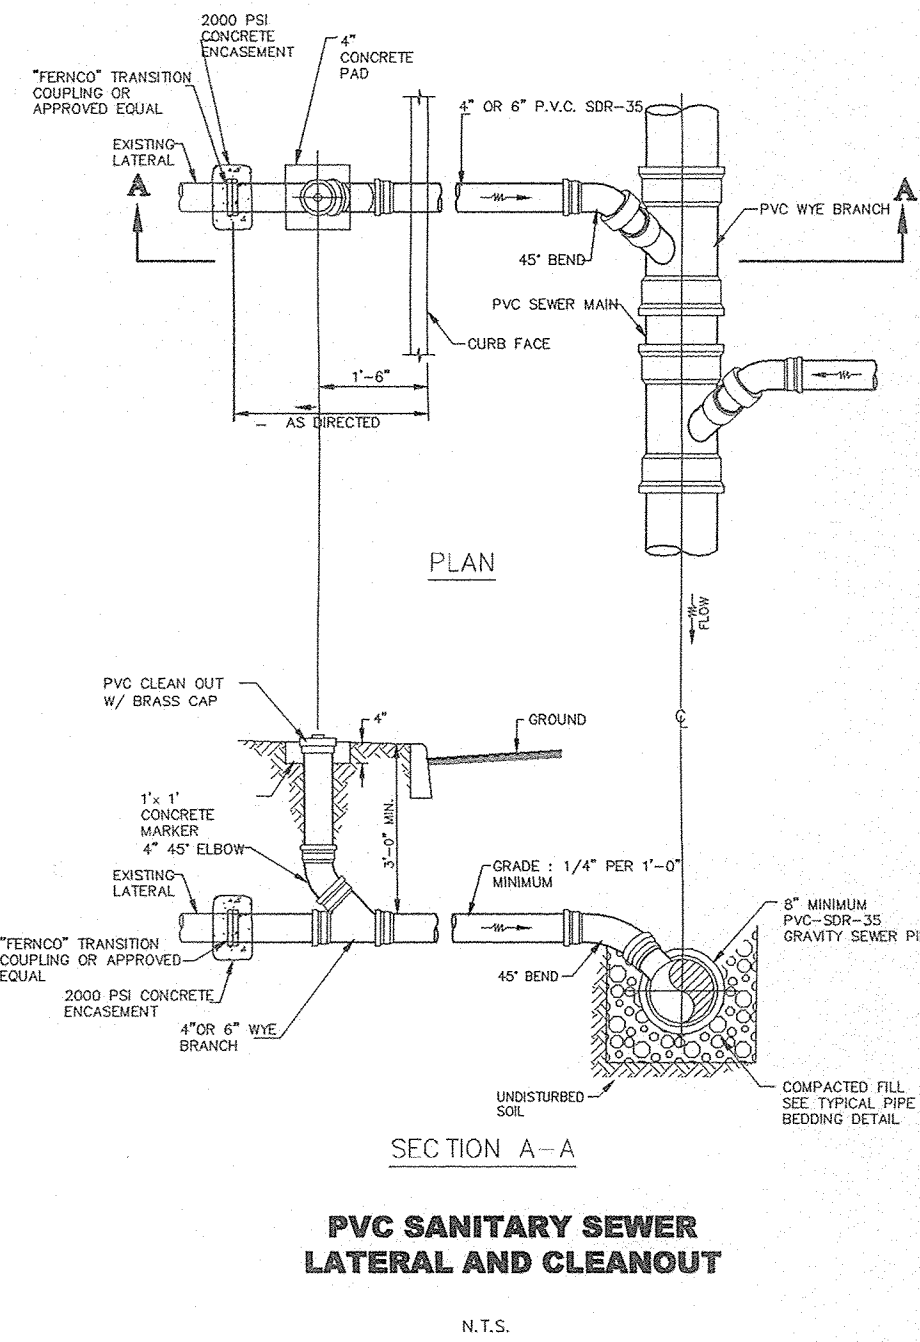 2000 PSI
CONCRETE
ENCASEMENT
4"
CONCRETE
PAD
"FERNCO" TRANSITION
COUPLING OR
APPROVED EQUAL
4" OR 6" P.V.C. SDR-35
EXISTING
LATERAL
A
A
PVC WYE BRANCH
45° BEND
PVC SEWER MAIN
CURB FACE
1'-6"
AS DIRECTED
PLAN
FLOW
PVC CLEAN OUT
W/ BRASS CAP
4"
GROUND
℄
1'x 1'
CONCRETE
MARKER
4" 45° ELBOW
3'-0" MIN.
EXISTING
LATERAL
GRADE : 1/4" PER 1'-0"
MINIMUM
8" MINIMUM
PVC-SDR-35
GRAVITY SEWER PI
"FERNCO" TRANSITION
COUPLING OR APPROVED
EQUAL
45° BEND
2000 PSI CONCRETE
ENCASEMENT
4"OR 6" WYE
BRANCH
UNDISTURBED
SOIL
COMPACTED FILL
SEE TYPICAL PIPE
BEDDING DETAIL
SECTION A-A
PVC SANITARY SEWER
LATERAL AND CLEANOUT
N.T.S.